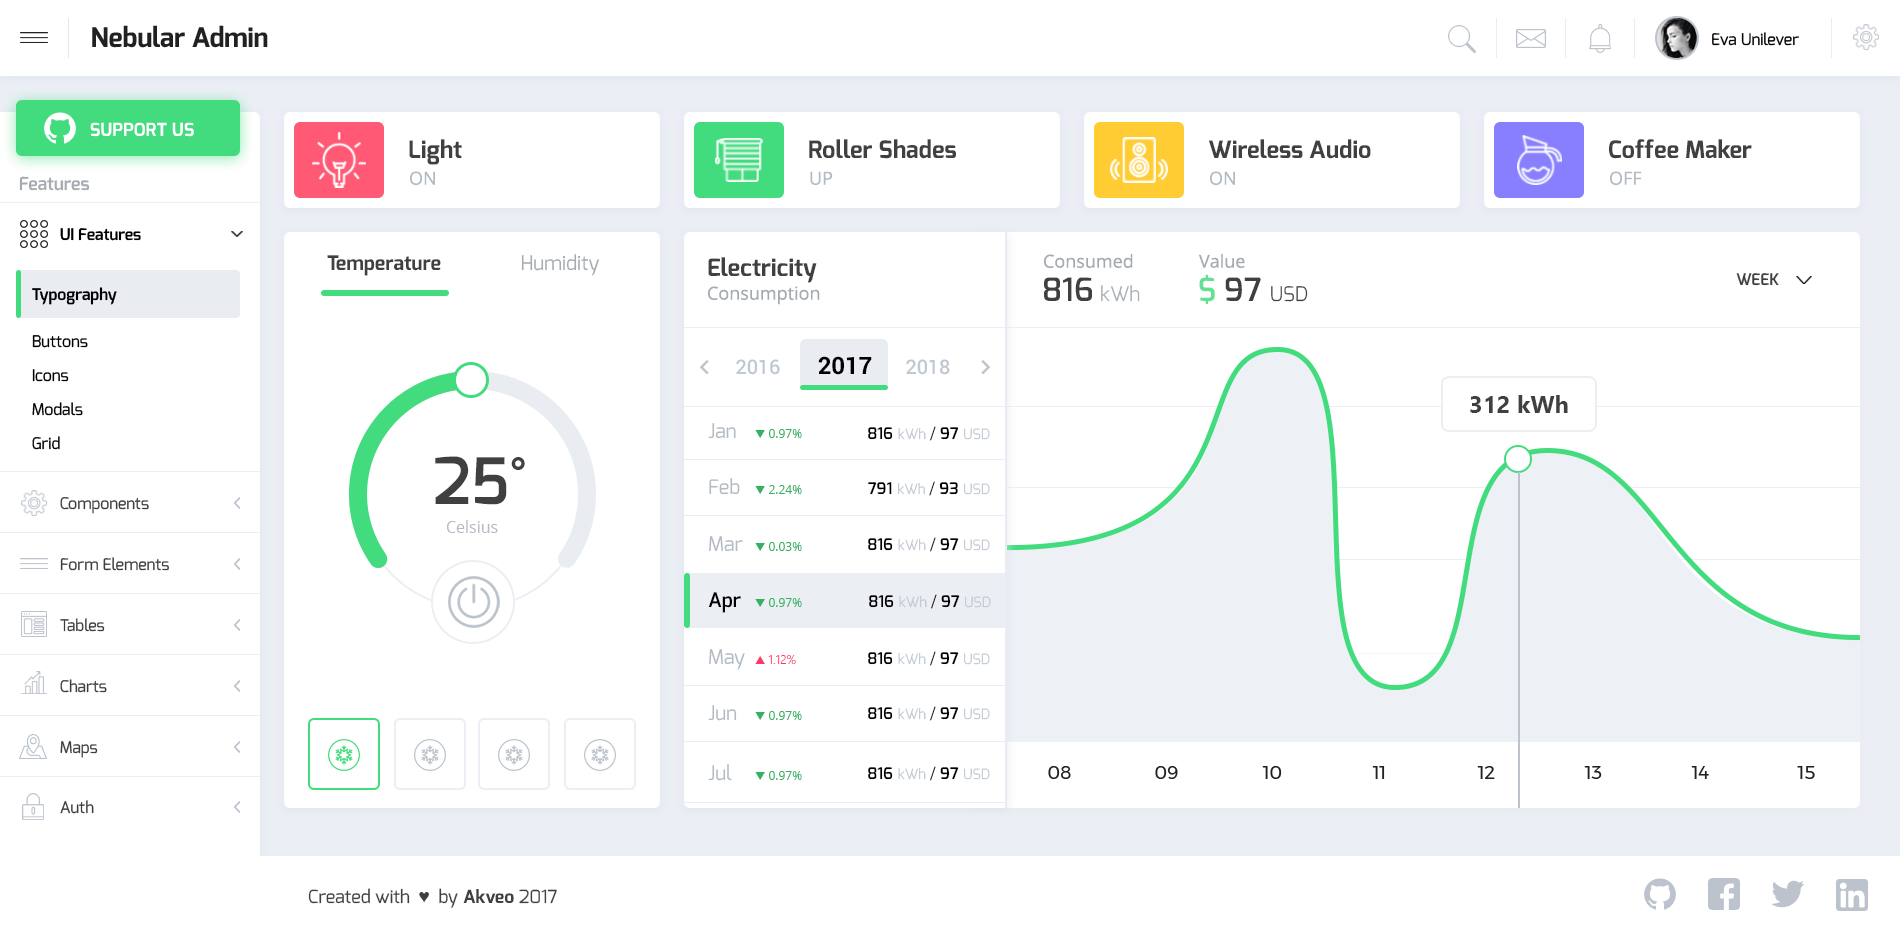 Nebular Admin
Eva Unilever
SUPPORT US
Features
UI Features
Typography
Buttons
Icons
Modals
Grid
Components
Form Elements
Tables
Charts
Maps
Auth
Light
ON
Roller Shades
UP
Wireless Audio
ON
Coffee Maker
OFF
Temperature
Humidity
25°
Celsius
Electricity
Consumption
2016 2017 2018
Jan ▼ 0.97% 816 kWh / 97 USD
Feb ▼ 2.24% 791 kWh / 93 USD
Mar ▼ 0.03% 816 kWh / 97 USD
Apr ▼ 0.97% 816 kWh / 97 USD
May ▲ 1.12% 816 kWh / 97 USD
Jun ▼ 0.97% 816 kWh / 97 USD
Jul ▼ 0.97% 816 kWh / 97 USD
Consumed
816 kWh
Value
$ 97 USD
WEEK
312 kWh
08 09 10 11 12 13 14 15
Created with ♥ by Akveo 2017